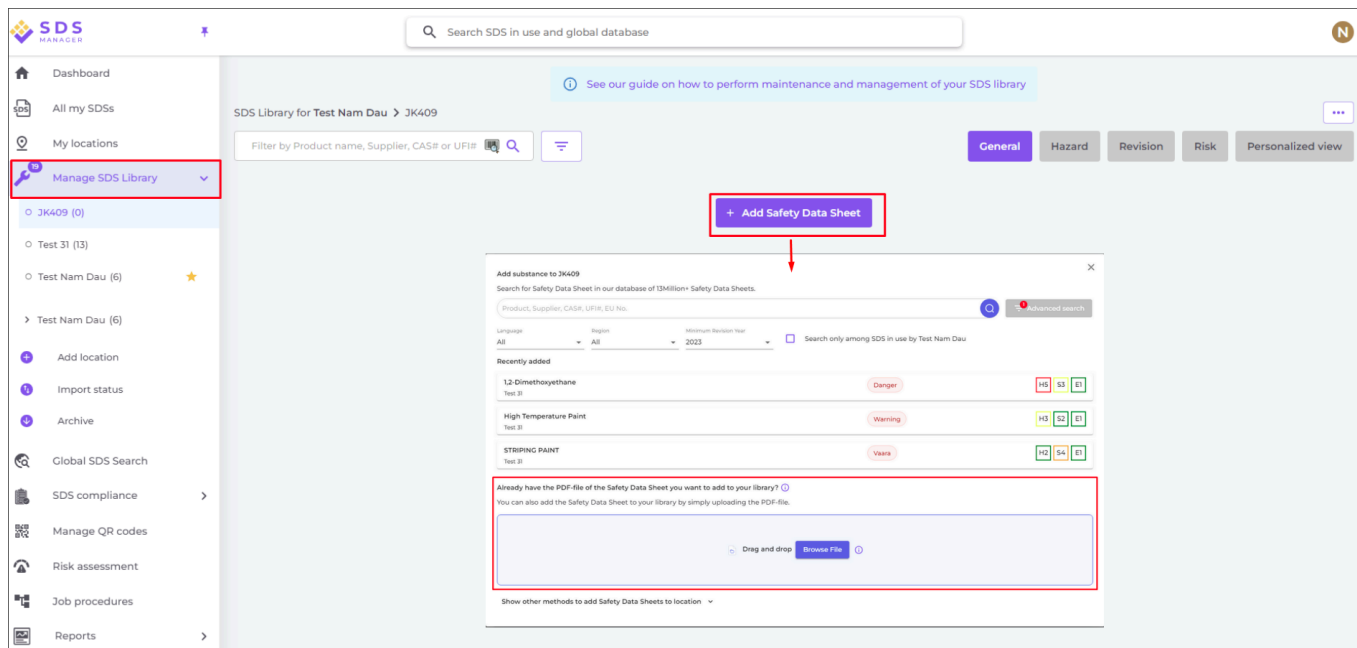 SDS
MANAGER
Search SDS in use and global database
N
Dashboard
SDS
All my SDSs
My locations
19
Manage SDS Library
JK409 (0)
Test 31 (13)
Test Nam Dau (6)
Test Nam Dau (6)
Add location
Import status
Archive
Global SDS Search
SDS compliance
Manage QR codes
Risk assessment
Job procedures
Reports
See our guide on how to perform maintenance and management of your SDS library
SDS Library for Test Nam Dau > JK409
Filter by Product name, Supplier, CAS# or UFI#
General Hazard Revision Risk Personalized view
+ Add Safety Data Sheet
Add substance to JK409
Search for Safety Data Sheet in our database of 13Million+ Safety Data Sheets.
Product, Supplier, CAS#, UFI#, EU No.
1
Advanced search
Language Region Minimum Revision Year
All All 2023 Search only among SDS in use by Test Nam Dau
Recently added
1,2-Dimethoxyethane Danger H5 S3 E1
Test 31
High Temperature Paint Warning H3 S2 E1
Test 31
STRIPING PAINT Vaara H2 S4 E1
Test 31
Already have the PDF-file of the Safety Data Sheet you want to add to your library?
You can also add the Safety Data Sheet to your library by simply uploading the PDF-file.
Drag and drop Browse File
Show other methods to add Safety Data Sheets to location